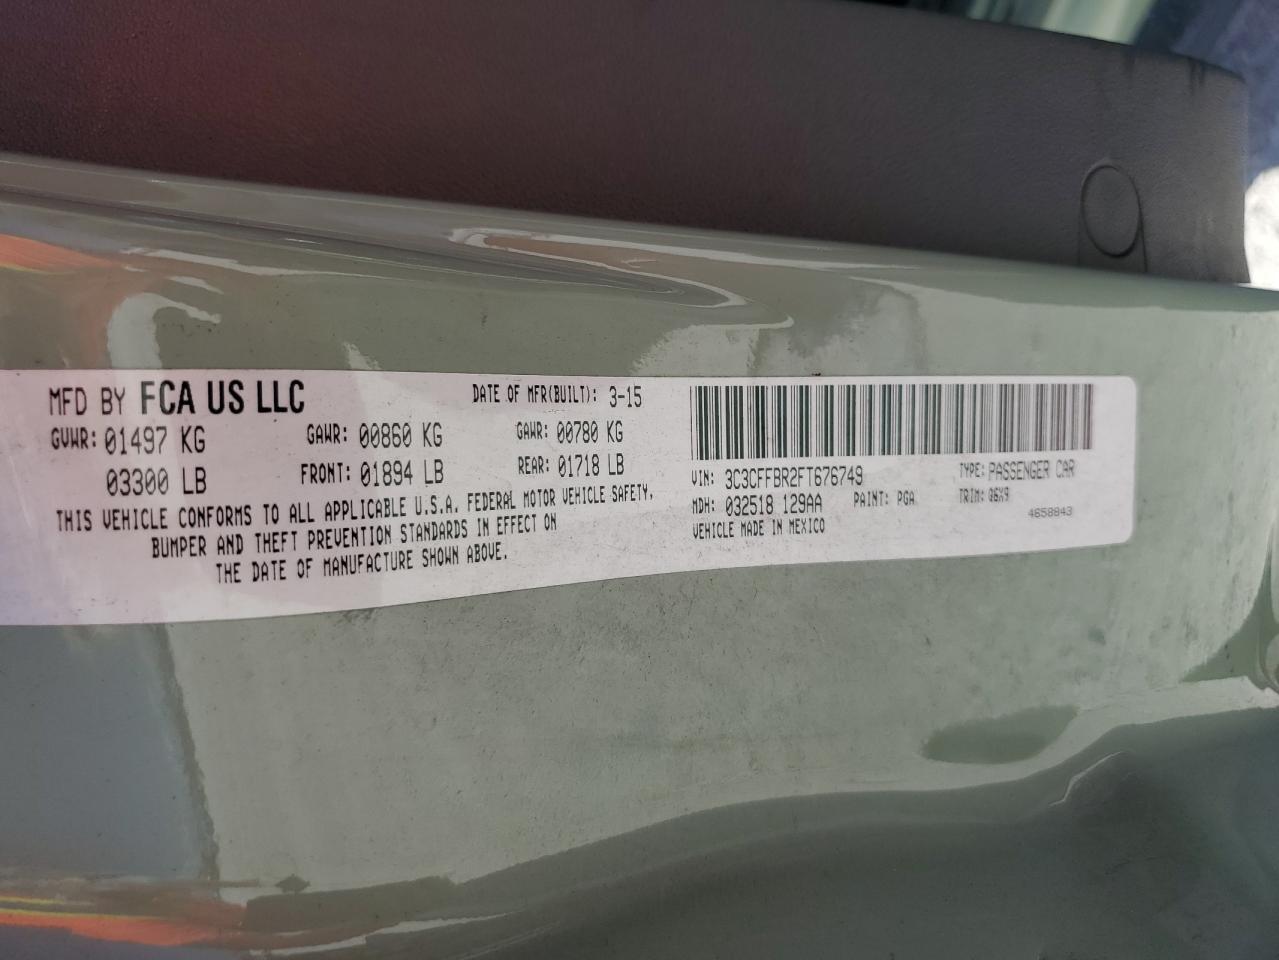 MFD BY FCA US LLC DATE OF MFR(BUILT): 3-15
GVWR: 01497 KG GAWR: 00860 KG GAWR: 00780 KG
03300 LB FRONT: 01894 LB REAR: 01718 LB
THIS VEHICLE CONFORMS TO ALL APPLICABLE U.S.A. FEDERAL MOTOR VEHICLE SAFETY,
BUMPER AND THEFT PREVENTION STANDARDS IN EFFECT ON
THE DATE OF MANUFACTURE SHOWN ABOVE.
VIN: 3C3CFFBR2FT676749 TYPE: PASSENGER CAR
MDH: 032518 129AA PAINT: PGA TRIM: Q6X9
VEHICLE MADE IN MEXICO 4658843